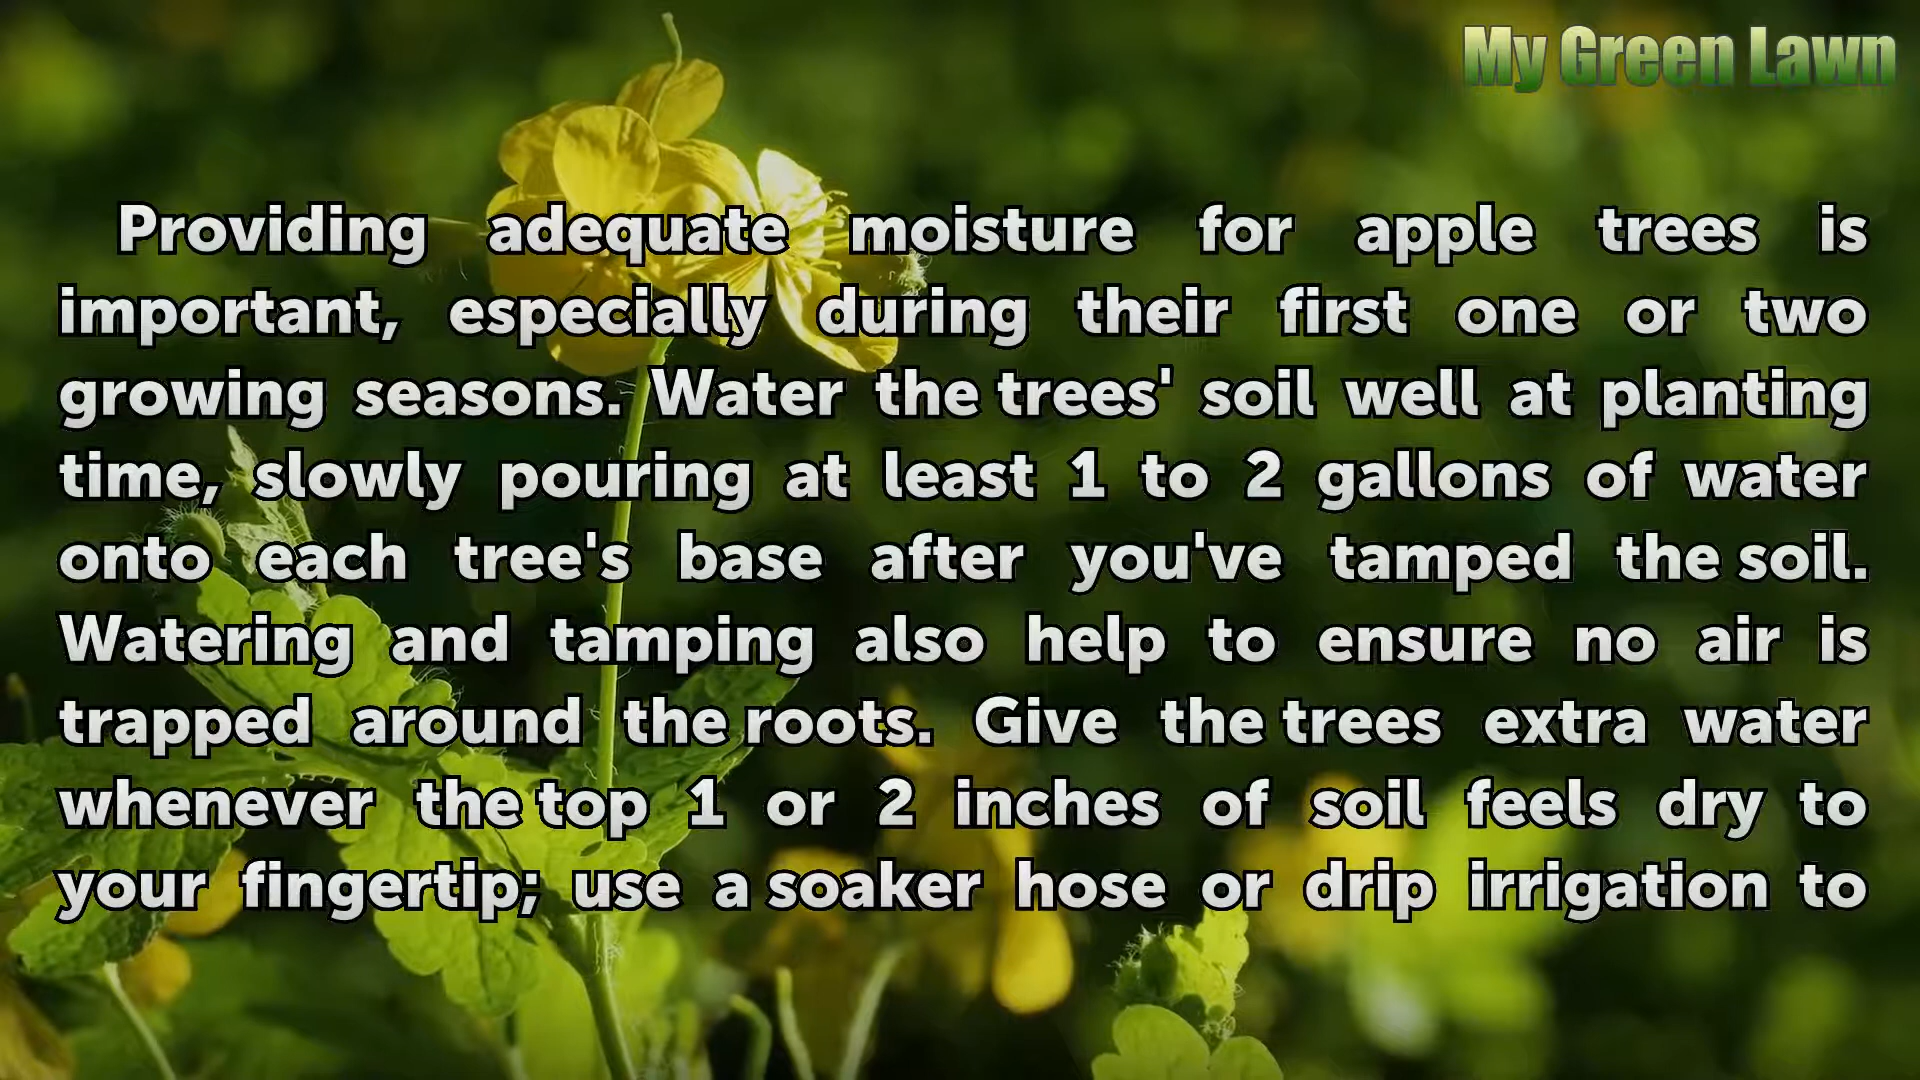 My Green Lawn
Providing adequate moisture for apple trees is
important, especially during their first one or two
growing seasons. Water the trees' soil well at planting
time, slowly pouring at least 1 to 2 gallons of water
onto each tree's base after you've tamped the soil.
Watering and tamping also help to ensure no air is
trapped around the roots. Give the trees extra water
whenever the top 1 or 2 inches of soil feels dry to
your fingertip; use a soaker hose or drip irrigation to